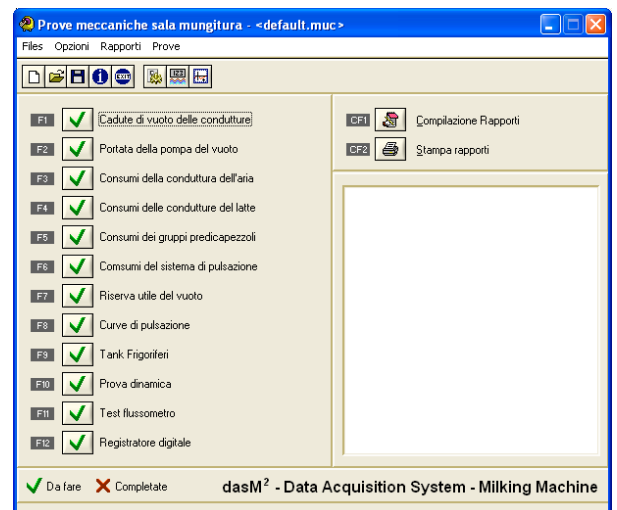 Prove meccaniche sala mungitura - <default.muc>
Files Opzioni Rapporti Prove
EXIT 123
F1 Cadute di vuoto delle condutture
F2 Portata della pompa del vuoto
F3 Consumi della conduttura dell'aria
F4 Consumi delle condutture del latte
F5 Consumi dei gruppi predicapezzoli
F6 Comsumi del sistema di pulsazione
F7 Riserva utile del vuoto
F8 Curve di pulsazione
F9 Tank Frigoriferi
F10 Prova dinamica
F11 Test flussometro
F12 Registratore digitale
CF1 Compilazione Rapporti
CF2 Stampa rapporti
Da fare Completate dasM² - Data Acquisition System - Milking Machine